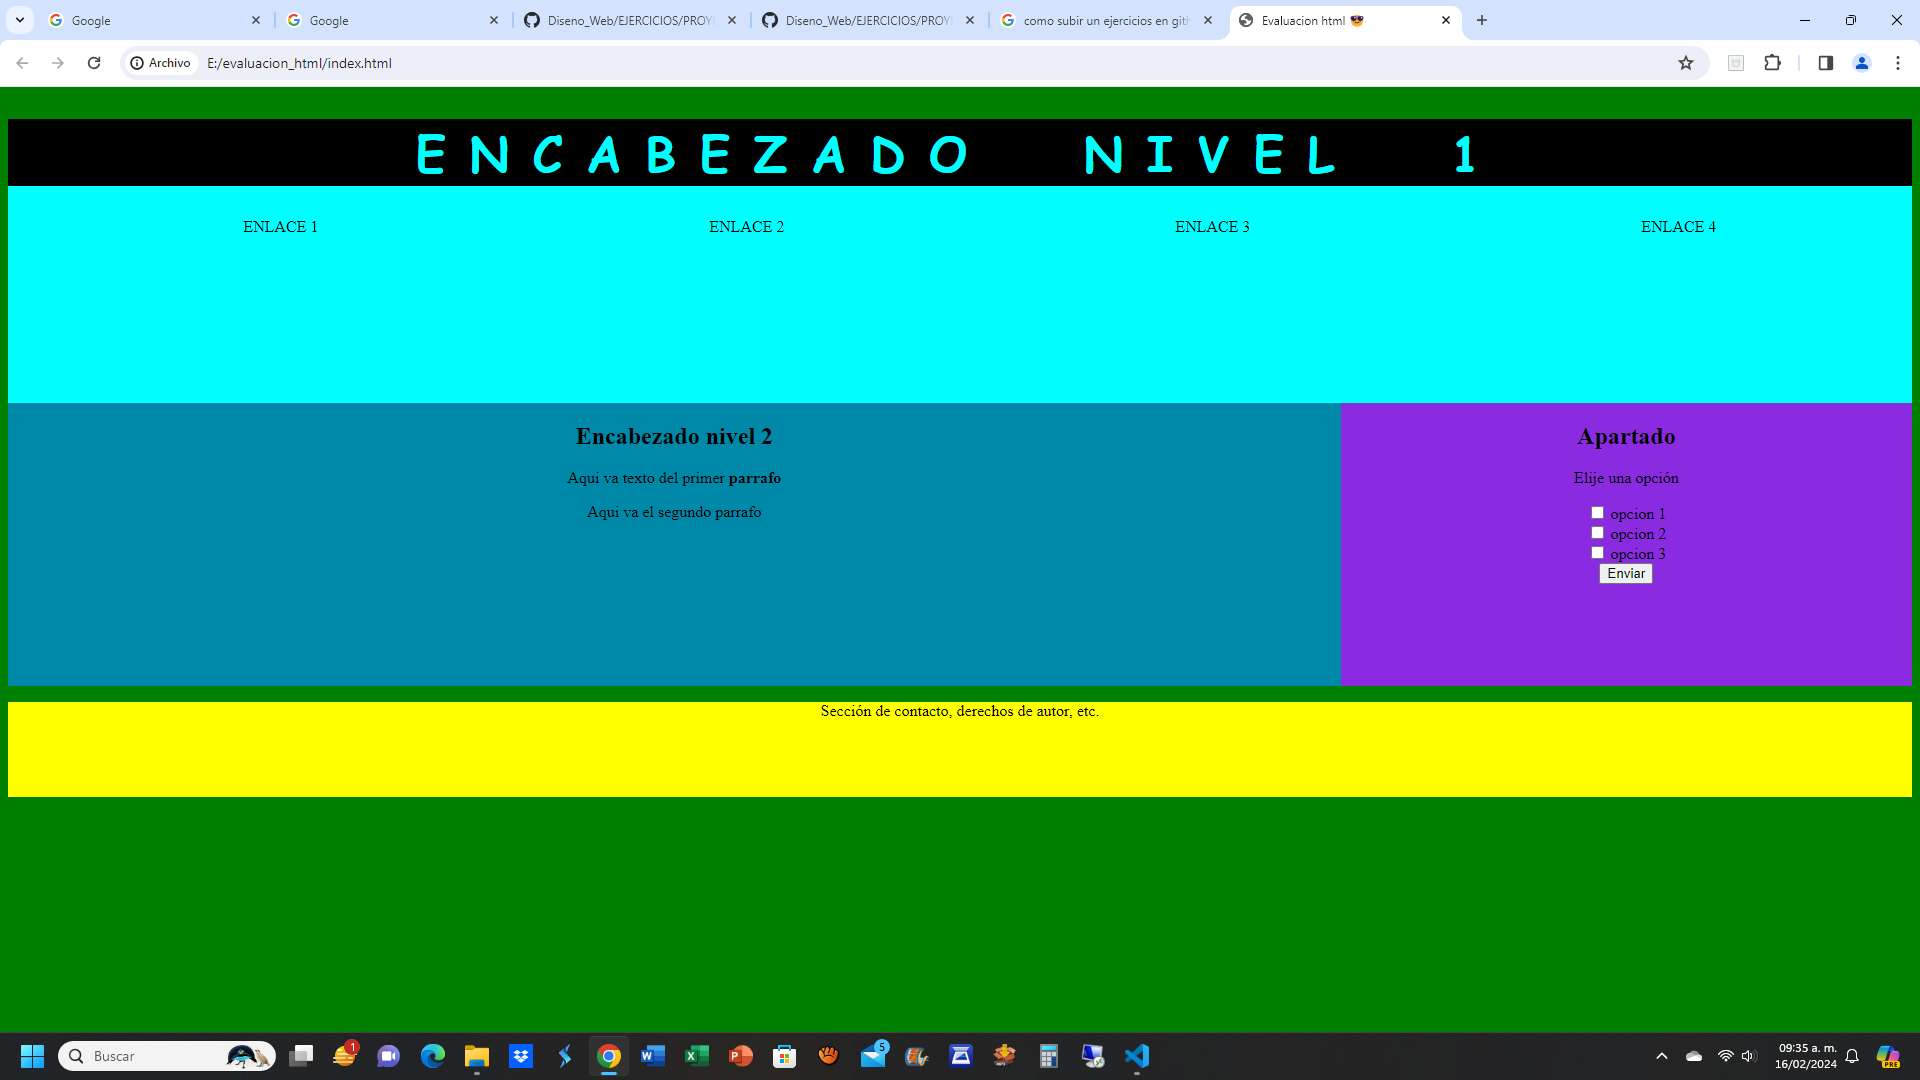 Google
Google
Diseno_Web/EJERCICIOS/PROY
Diseno_Web/EJERCICIOS/PROY
como subir un ejercicios en gith
Evaluacion html 😎
Archivo
E:/evaluacion_html/index.html
ENCABEZADO NIVEL 1
ENLACE 1
ENLACE 2
ENLACE 3
ENLACE 4
Encabezado nivel 2
Aqui va texto del primer parrafo
Aqui va el segundo parrafo
Apartado
Elije una opción
opcion 1
opcion 2
opcion 3
Enviar
Sección de contacto, derechos de autor, etc.
Buscar
1
5
09:35 a. m.
16/02/2024
PRE